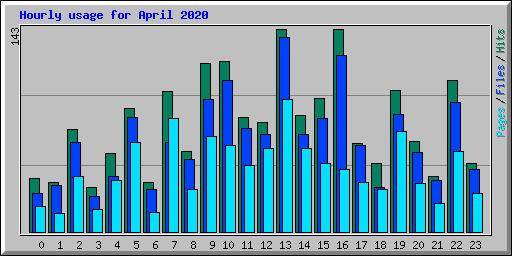 Hourly usage for April 2020
143
Pages/Files/Hits
0 1 2 3 4 5 6 7 8 9 10 11 12 13 14 15 16 17 18 19 20 21 22 23